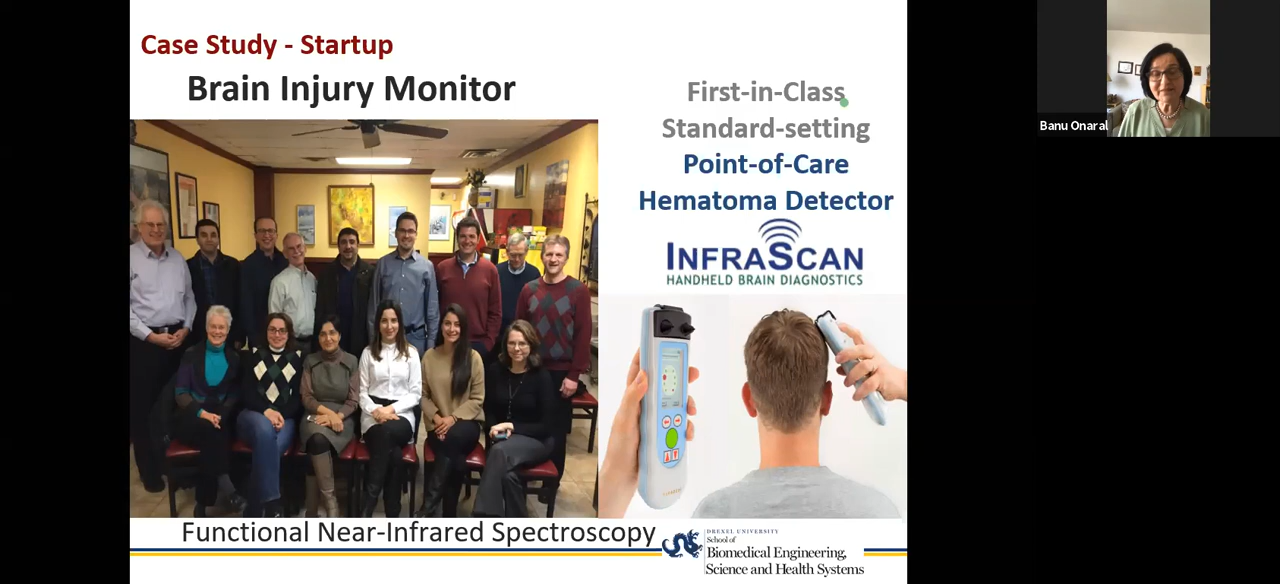 Case Study - Startup
Brain Injury Monitor
First-in-Class
Standard-setting
Point-of-Care
Hematoma Detector
INFRASCAN
HANDHELD BRAIN DIAGNOSTICS
Functional Near-Infrared Spectroscopy
DREXEL UNIVERSITY
School of
Biomedical Engineering,
Science and Health Systems
Banu Onaral